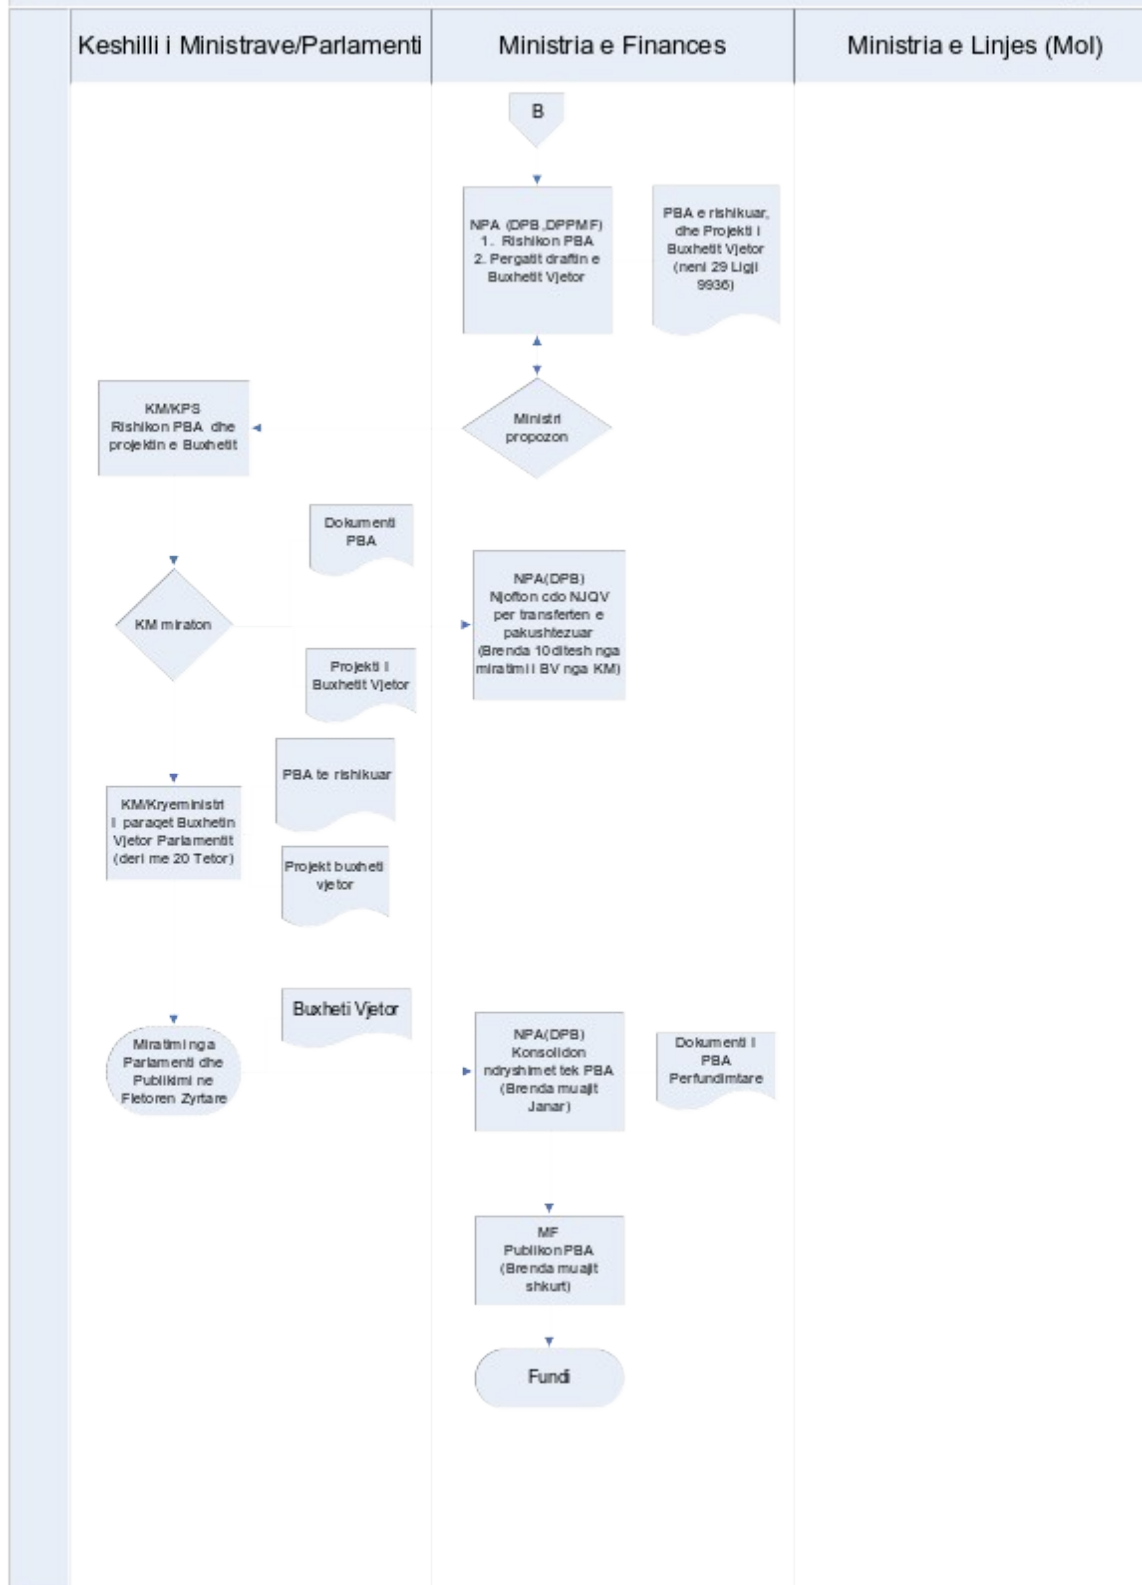 Keshilli i Ministrave/Parlamenti
Ministria e Finances
Ministria e Linjes (MoI)
B
NPA (DPB,DPPMF)
1. Rishikon PBA
2. Pergatit draftin e
Buxhetit Vjetor
PBA e rishikuar,
dhe Projekti i
Buxhetit Vjetor
(neni 29 Ligji
9936)
Ministri
propozon
KM/KPS
Rishikon PBA dhe
projektin e Buxhetit
Dokumenti
PBA
KM miraton
NPA(DPB)
Njofton cdo NJQV
per transferten e
pakushtezuar
(Brenda 10ditesh nga
miratimi i BV nga KM)
Projekti i
Buxhetit Vjetor
PBA te rishikuar
KM/Kryeministri
I paraqet Buxhetin
Vjetor Parlamentit
(deri me 20 Tetor)
Projekt buxheti
vjetor
Buxheti Vjetor
Miratimi nga
Parlamenti dhe
Publikimi ne
Fletoren Zyrtare
NPA(DPB)
Konsolidon
ndryshimet tek PBA
(Brenda muajit
Janar)
Dokumenti i
PBA
Perfundimtare
MF
Publikon PBA
(Brenda muajit
shkurt)
Fundi